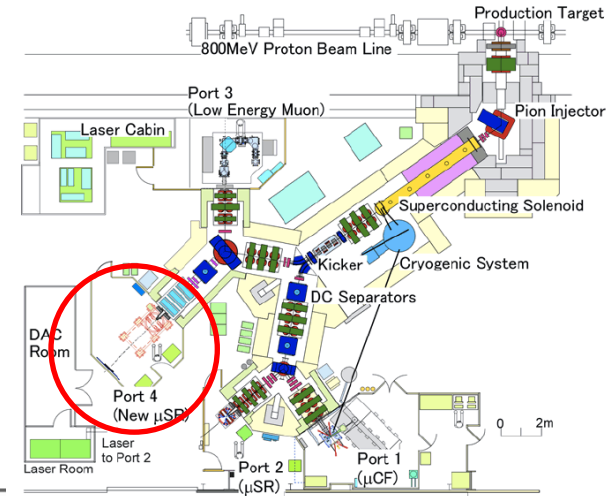 Production Target
800MeV Proton Beam Line
Port 3
(Low Energy Muon)
Pion Injector
Laser Cabin
Superconducting Solenoid
Kicker
Cryogenic System
DC Separators
DAC
Room
Port 4
(New μSR)
Laser
to Port 2
Laser Room
Port 2
(μSR)
Port 1
(μCF)
0 2m